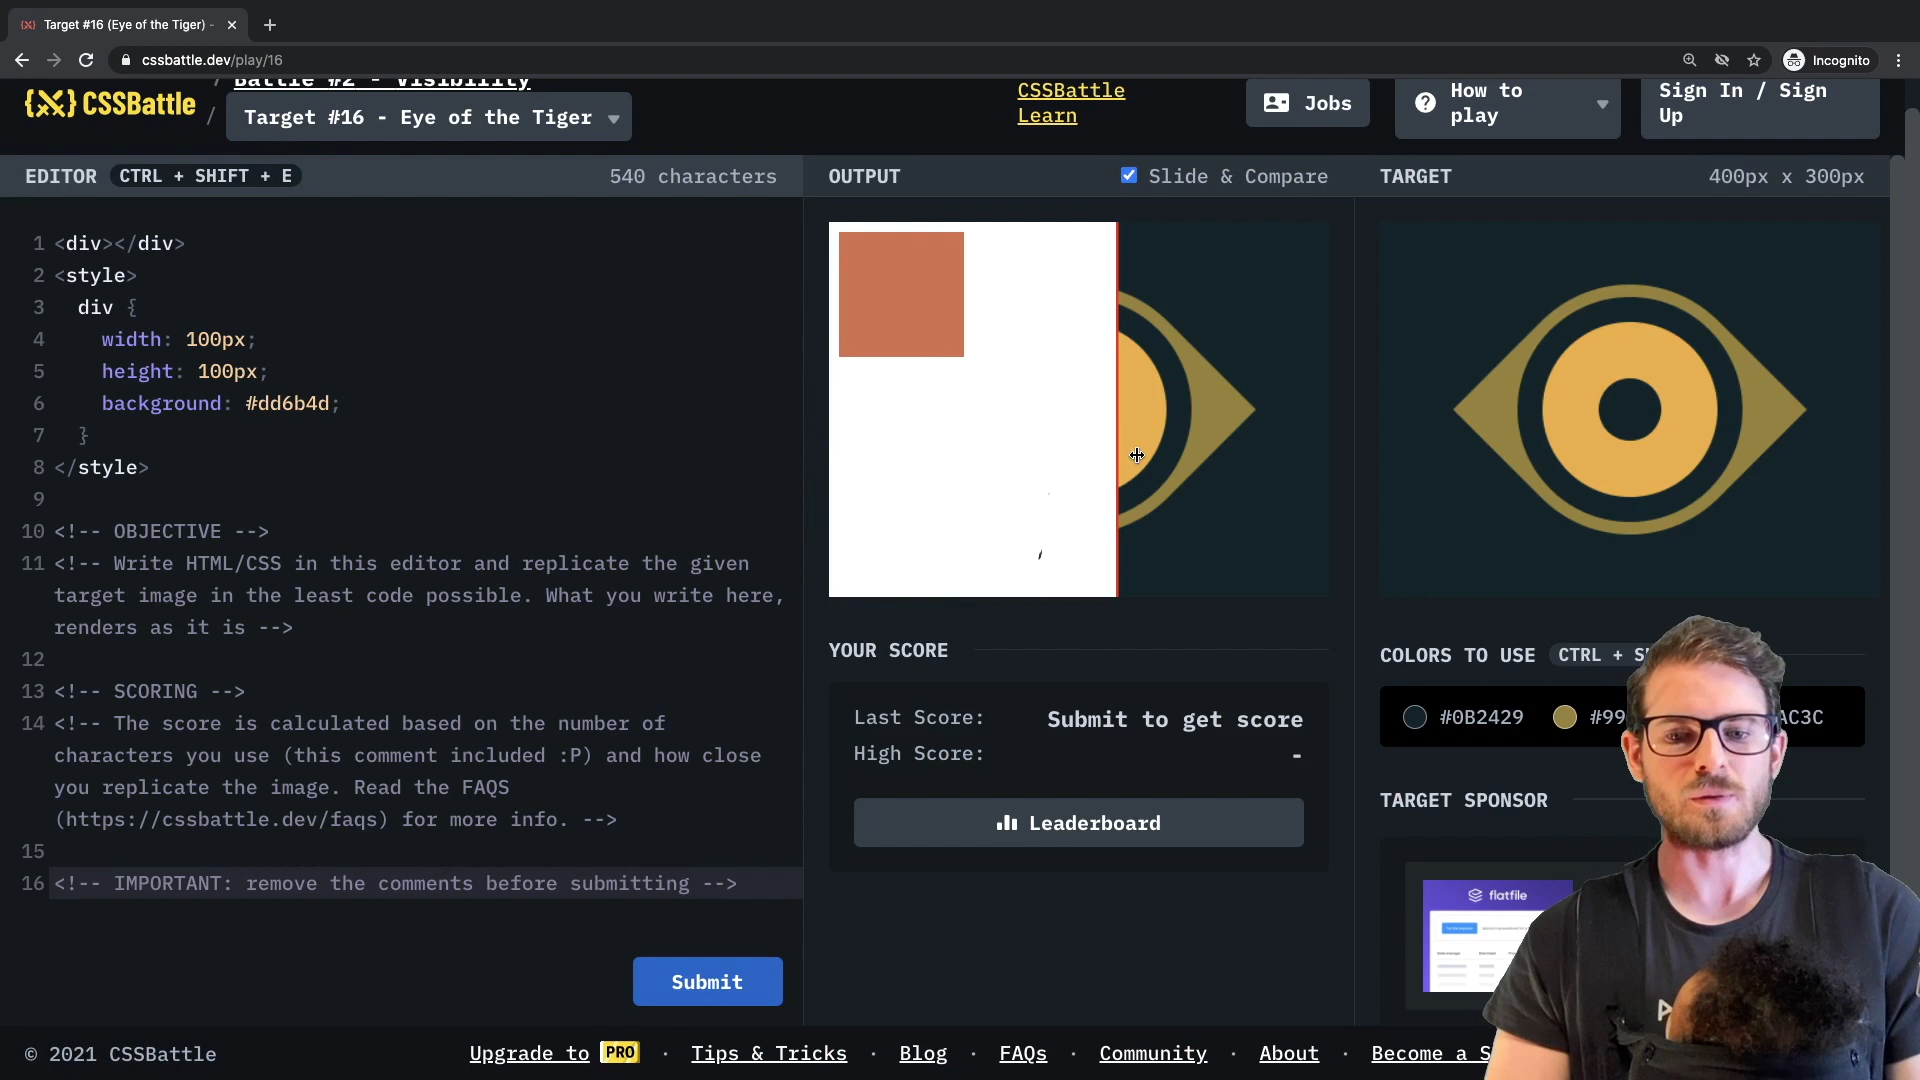 Target #16 (Eye of the Tiger) -
cssbattle.dev/play/16
Incognito
{X} CSSBattle
/ Battle #2 - Visibility
/ Target #16 - Eye of the Tiger
CSSBattle
Learn
Jobs
How to
play
Sign In / Sign
Up
EDITOR CTRL + SHIFT + E 540 characters
OUTPUT Slide & Compare
TARGET 400px x 300px
1 <div></div>
2 <style>
3 div {
4 width: 100px;
5 height: 100px;
6 background: #dd6b4d;
7 }
8 </style>
9
10 <!-- OBJECTIVE -->
11 <!-- Write HTML/CSS in this editor and replicate the given
target image in the least code possible. What you write here,
renders as it is -->
12
13 <!-- SCORING -->
14 <!-- The score is calculated based on the number of
characters you use (this comment included :P) and how close
you replicate the image. Read the FAQS
(https://cssbattle.dev/faqs) for more info. -->
15
16 <!-- IMPORTANT: remove the comments before submitting -->
Submit
YOUR SCORE
Last Score: Submit to get score
High Score: -
Leaderboard
COLORS TO USE CTRL + S
#0B2429 #99 AC3C
TARGET SPONSOR
flatfile
© 2021 CSSBattle
Upgrade to PRO · Tips & Tricks · Blog · FAQs · Community · About · Become a S